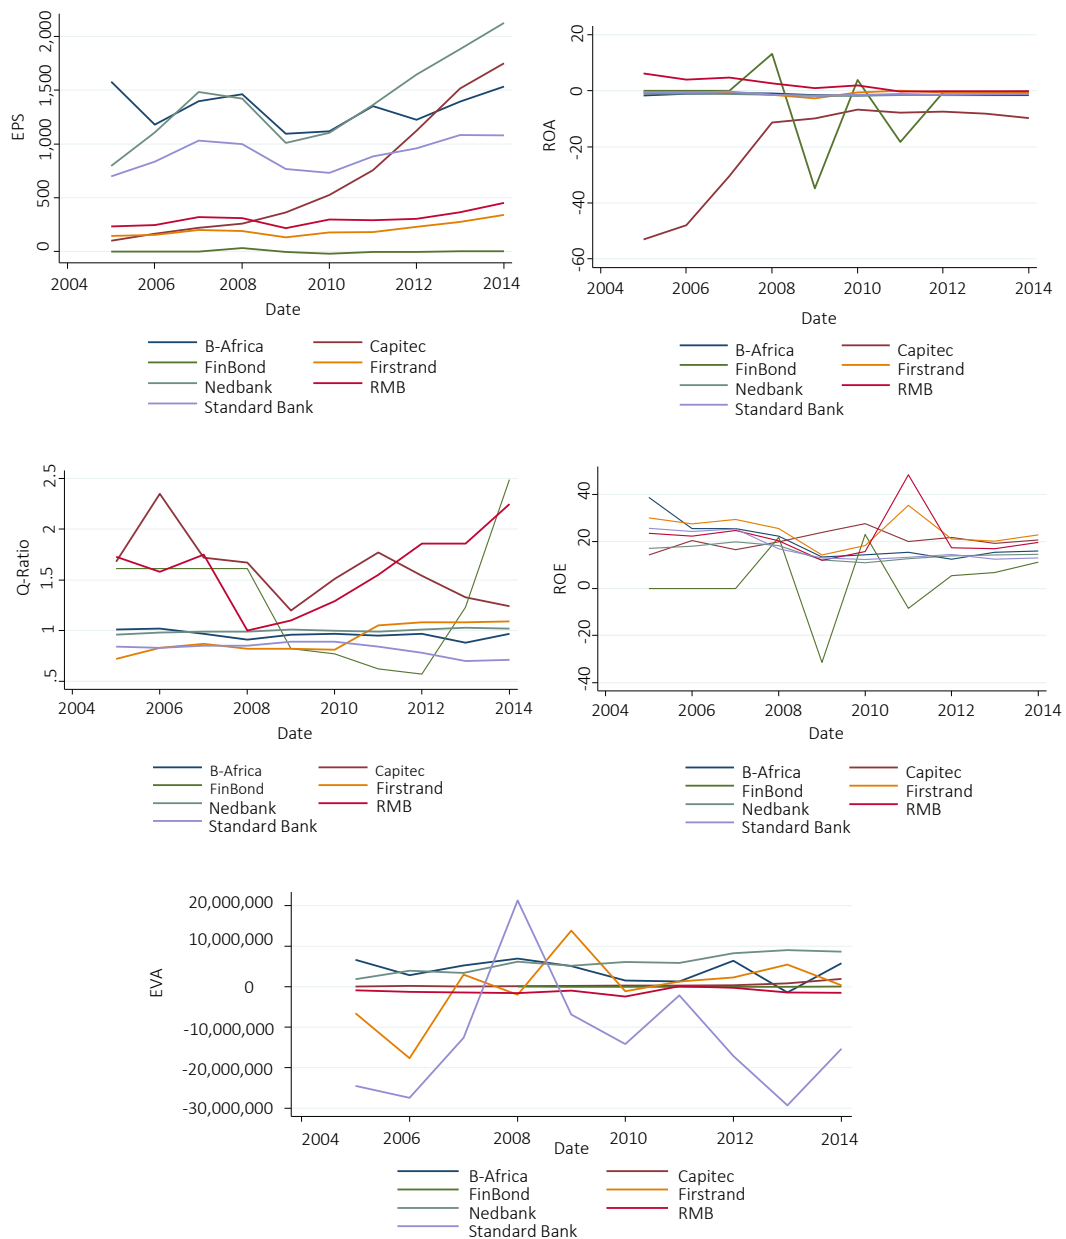 EPS
2,000
1,500
1,000
500
0
2004 2006 2008 2010 2012 2014
Date
B-Africa Capitec
FinBond Firstrand
Nedbank RMB
Standard Bank
ROA
20
0
-20
-40
-60
2004 2006 2008 2010 2012 2014
Date
B-Africa Capitec
FinBond Firstrand
Nedbank RMB
Standard Bank
Q-Ratio
2.5
2
1.5
1
.5
2004 2006 2008 2010 2012 2014
Date
B-Africa Capitec
FinBond Firstrand
Nedbank RMB
Standard Bank
ROE
40
20
0
-20
-40
2004 2006 2008 2010 2012 2014
Date
B-Africa Capitec
FinBond Firstrand
Nedbank RMB
Standard Bank
EVA
20,000,000
10,000,000
0
-10,000,000
-20,000,000
-30,000,000
2004 2006 2008 2010 2012 2014
Date
B-Africa Capitec
FinBond Firstrand
Nedbank RMB
Standard Bank